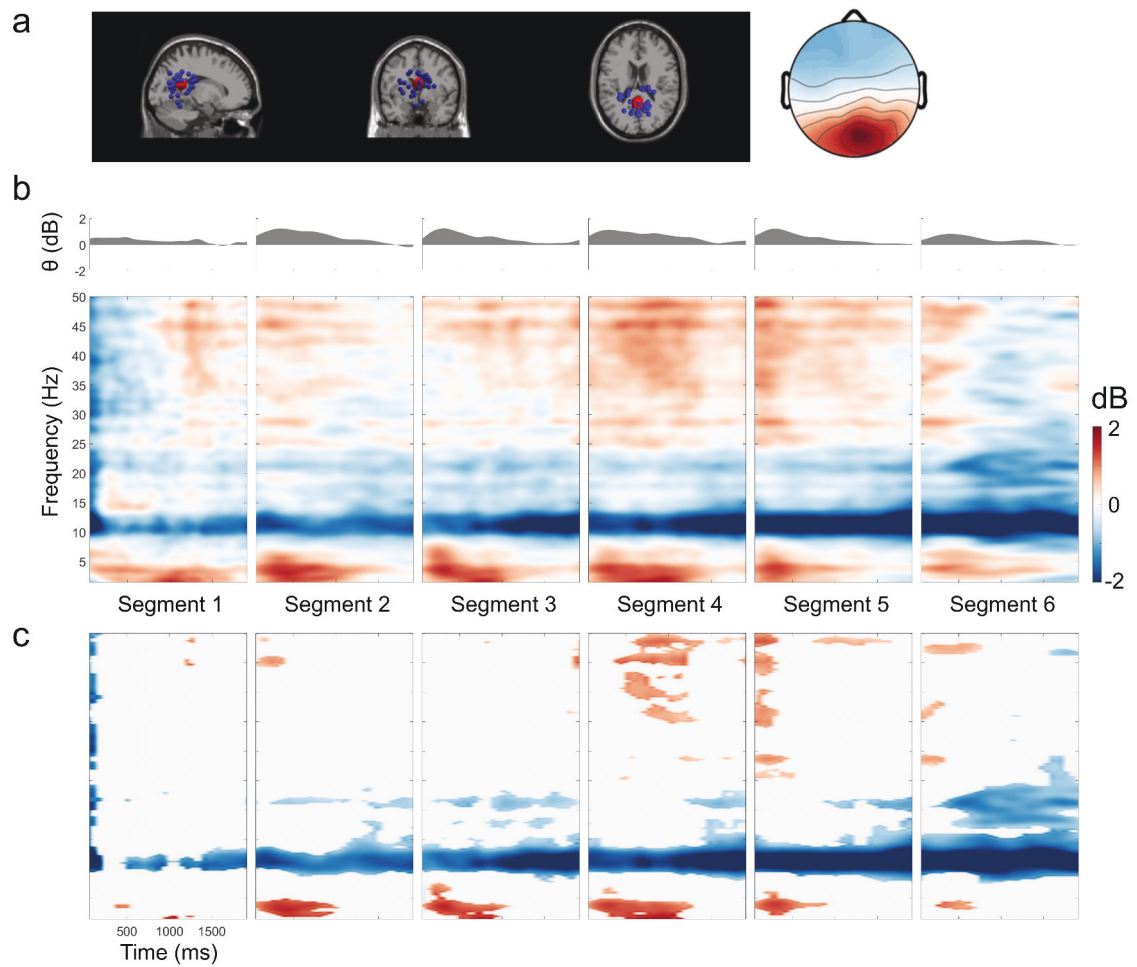 a
b
θ (dB)
2
0
-2
Frequency (Hz)
50
45
40
35
30
25
20
15
10
5
dB
2
0
-2
Segment 1 Segment 2 Segment 3 Segment 4 Segment 5 Segment 6
c
500 1000 1500
Time (ms)